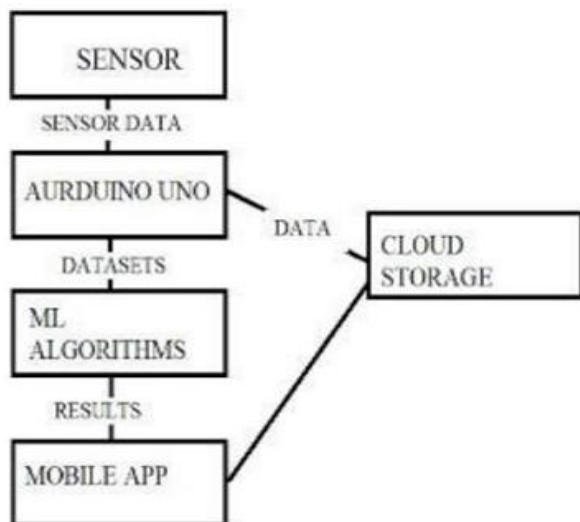 SENSOR
SENSOR DATA
AURDUINO UNO
DATA
CLOUD
STORAGE
DATASETS
ML
ALGORITHMS
RESULTS
MOBILE APP